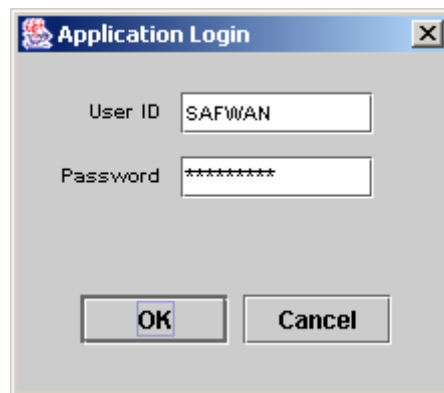 Application Login
User ID SAFWAN
Password *********
OK Cancel